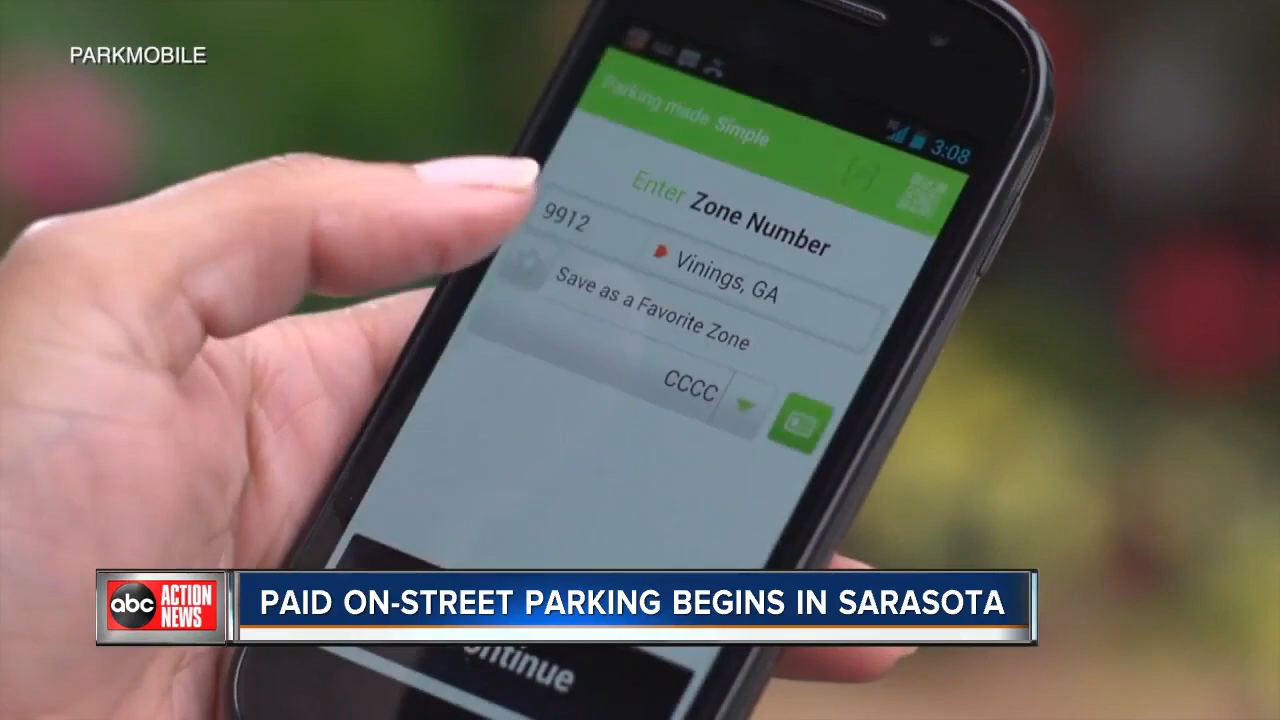 PARKMOBILE
3:08
Parking made Simple
Enter Zone Number
9912
Vinings, GA
Save as a Favorite Zone
CCCC
abc
ACTION
NEWS
PAID ON-STREET PARKING BEGINS IN SARASOTA
ontinue